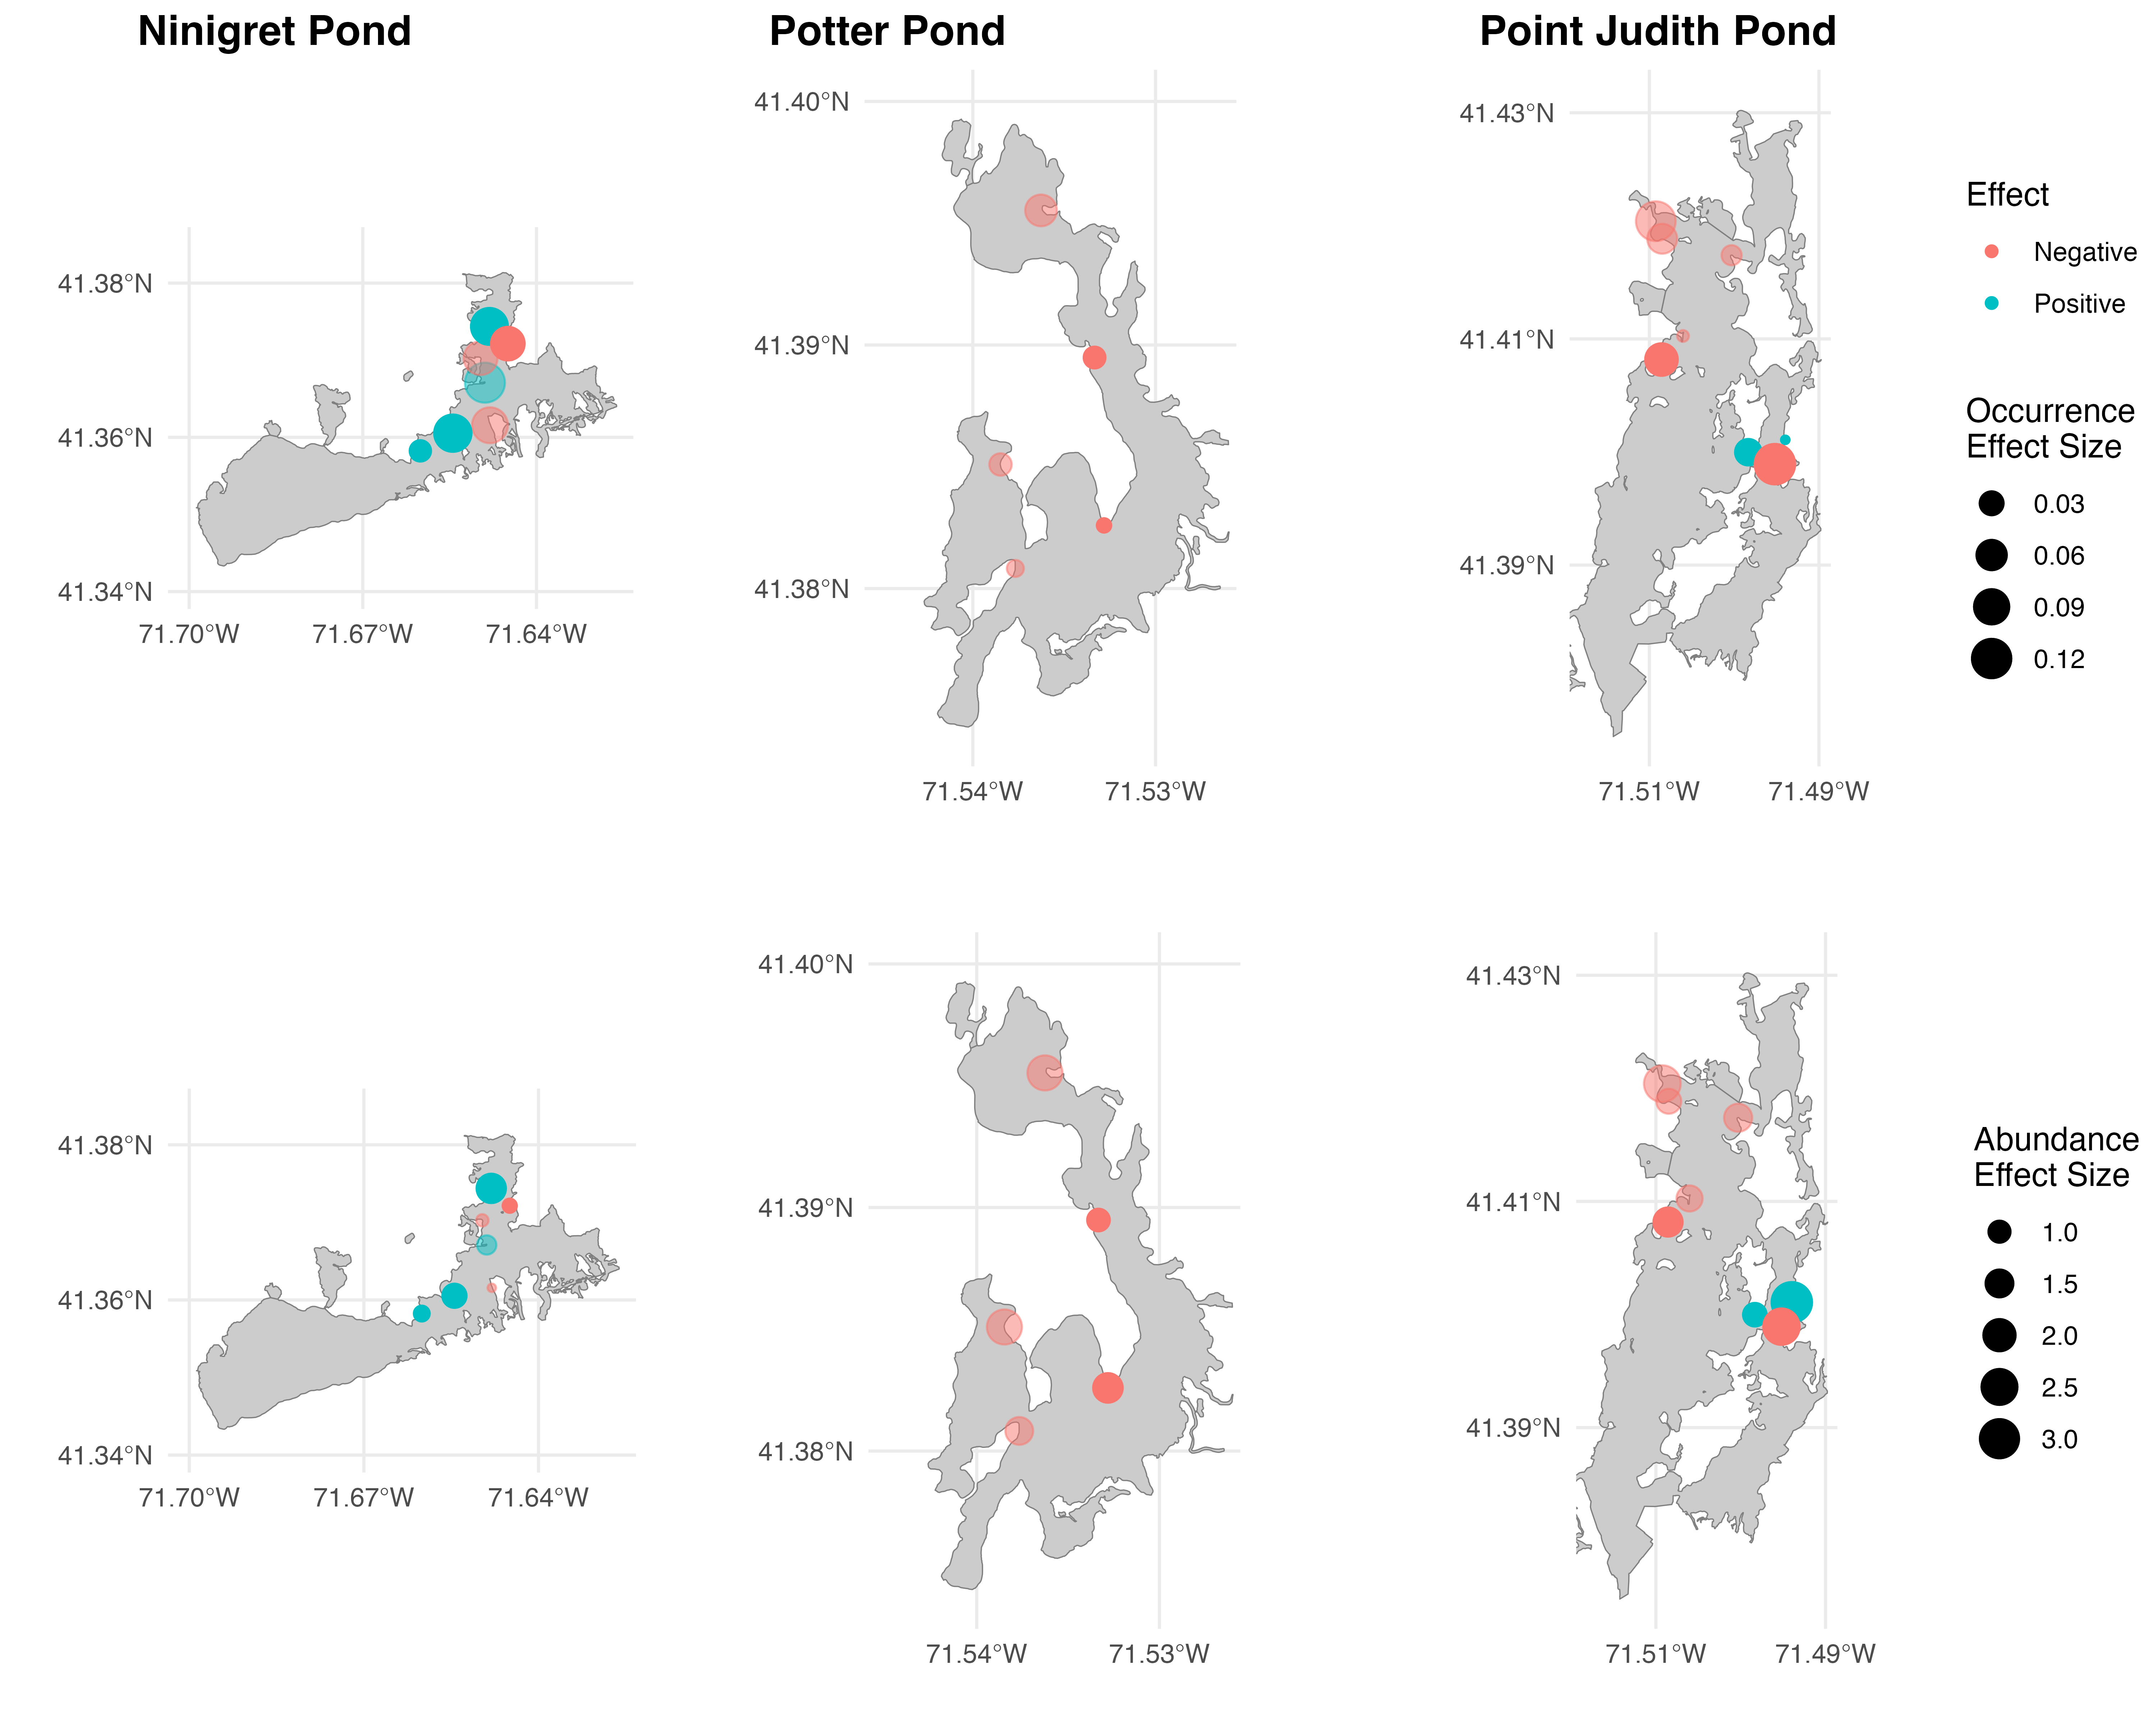 Ninigret Pond
Potter Pond
Point Judith Pond
41.38°N
41.36°N
41.34°N
71.70°W
71.67°W
71.64°W
41.40°N
41.39°N
41.38°N
71.54°W
71.53°W
41.43°N
41.41°N
41.39°N
71.51°W
71.49°W
Effect
Negative
Positive
Occurrence
Effect Size
0.03
0.06
0.09
0.12
41.38°N
41.36°N
41.34°N
71.70°W
71.67°W
71.64°W
41.40°N
41.39°N
41.38°N
71.54°W
71.53°W
41.43°N
41.41°N
41.39°N
71.51°W
71.49°W
Abundance
Effect Size
1.0
1.5
2.0
2.5
3.0